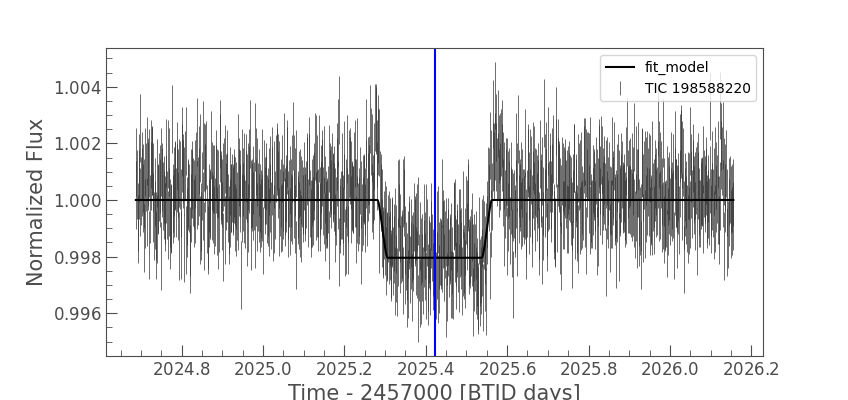 fit_model
TIC 198588220
Normalized Flux
1.004
1.002
1.000
0.998
0.996
2024.8 2025.0 2025.2 2025.4 2025.6 2025.8 2026.0 2026.2
Time - 2457000 [BTJD days]